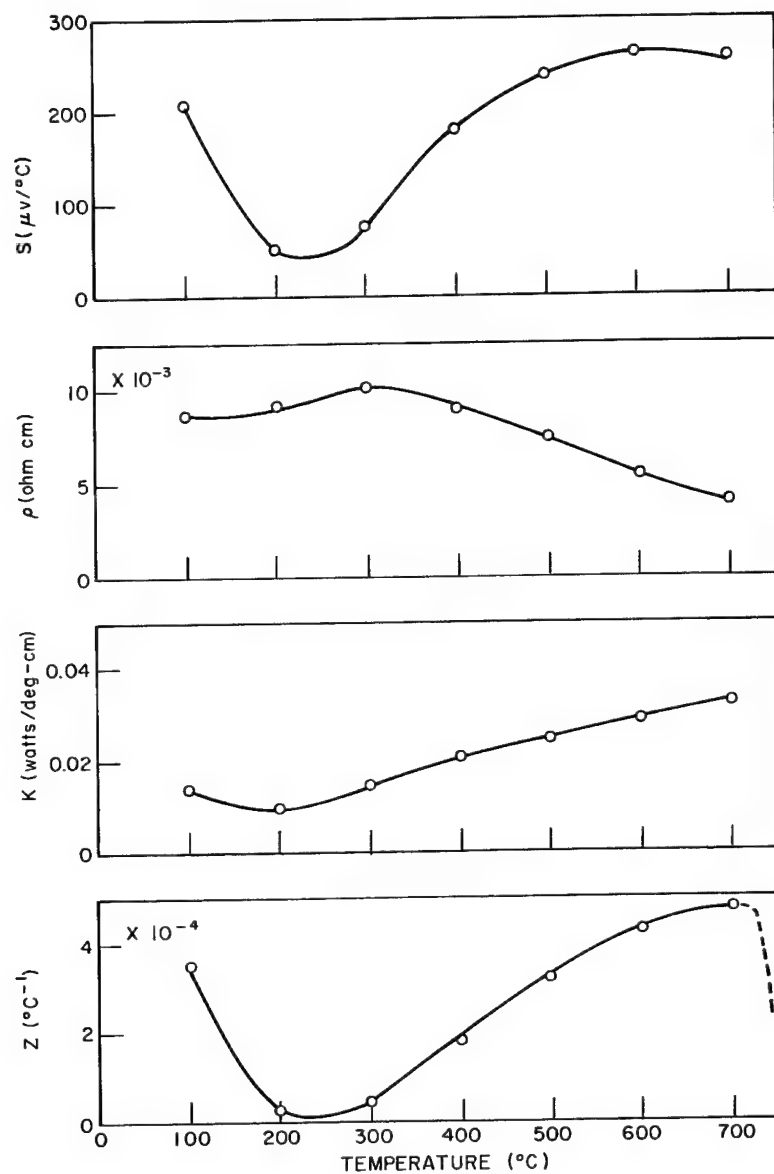 300
200
100
0
S (μv/°C)
X 10⁻³
10
5
0
ρ (ohm cm)
0.04
0.02
0
K (watts/deg-cm)
X 10⁻⁴
4
2
0
Z (°C⁻¹)
0 100 200 300 400 500 600 700
TEMPERATURE (°C)